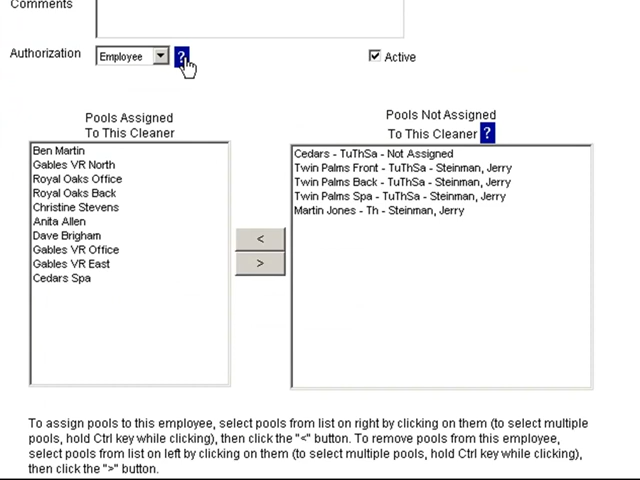 Comments
Authorization Employee ? Active
Pools Assigned
To This Cleaner
Ben Martin
Gables VR North
Royal Oaks Office
Royal Oaks Back
Christine Stevens
Anita Allen
Dave Brigham
Gables VR Office
Gables VR East
Cedars Spa
<
>
Pools Not Assigned
To This Cleaner ?
Cedars - TuThSa - Not Assigned
Twin Palms Front - TuThSa - Steinman, Jerry
Twin Palms Back - TuThSa - Steinman, Jerry
Twin Palms Spa - TuThSa - Steinman, Jerry
Martin Jones - Th - Steinman, Jerry
To assign pools to this employee, select pools from list on right by clicking on them (to select multiple
pools, hold Ctrl key while clicking), then click the "<" button. To remove pools from this employee,
select pools from list on left by clicking on them (to select multiple pools, hold Ctrl key while clicking),
then click the ">" button.